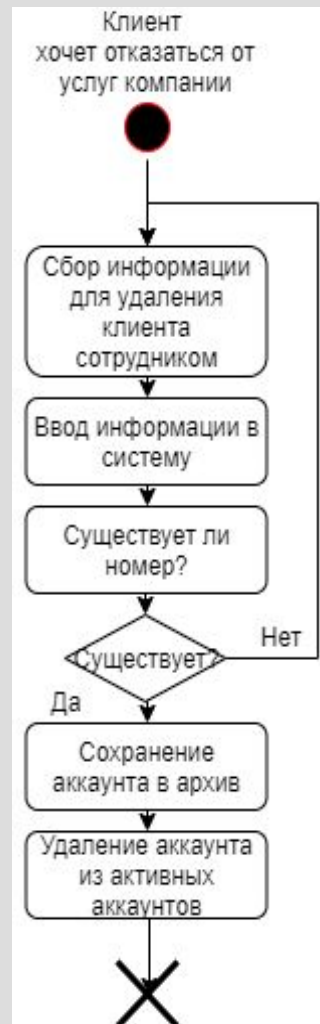 Клиент
хочет отказаться от
услуг компании
Сбор информации
для удаления
клиента
сотрудником
Ввод информации в
систему
Существует ли
номер?
Существует?
Нет
Да
Сохранение
аккаунта в архив
Удаление аккаунта
из активных
аккаунтов